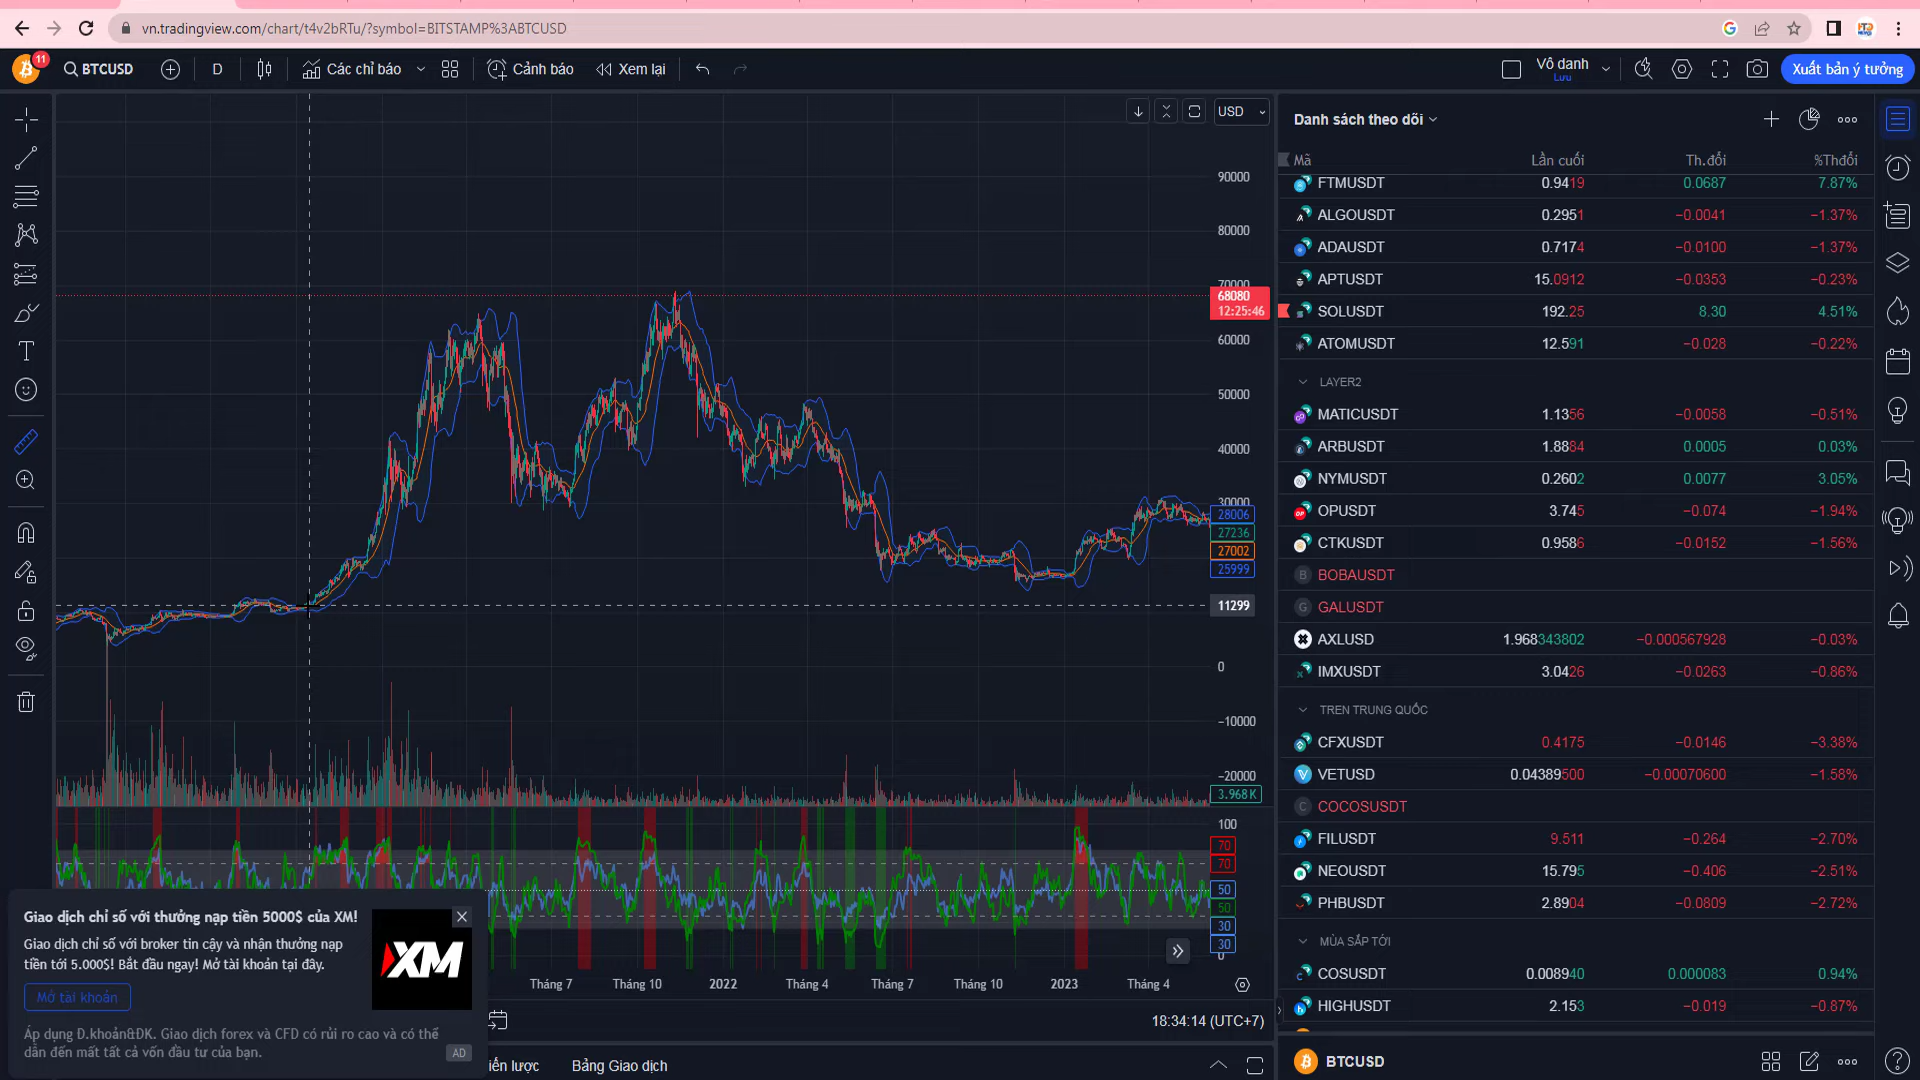 vn.tradingview.com/chart/t4v2bRTu/?symbol=BITSTAMP%3ABTCUSD
11
BTCUSD
D
Các chỉ báo
Cảnh báo
Xem lại
Vô danh
Lưu
Xuất bản ý tưởng
USD
90000
80000
70000
68080
12:25:46
60000
50000
40000
30000
28006
27236
27002
25999
11299
0
−10000
−20000
3.968K
100
70
70
50
50
30
30
0
Tháng 7
Tháng 10
2022
Tháng 4
Tháng 7
Tháng 10
2023
Tháng 4
18:34:14 (UTC+7)
iến lược
Bảng Giao dịch
Giao dịch chỉ số với thưởng nạp tiền 5000$ của XM!
Giao dịch chỉ số với broker tin cậy và nhận thưởng nạp
tiền tới 5.000$! Bắt đầu ngay! Mở tài khoản tại đây.
Mở tài khoản
Áp dụng Đ.khoản&ĐK. Giao dịch forex và CFD có rủi ro cao và có thể
dẫn đến mất tất cả vốn đầu tư của bạn.
AD
XM
Danh sách theo dõi
Mã Lần cuối Th.đổi %Thđổi
FTMUSDT 0.9419 0.0687 7.87%
ALGOUSDT 0.2951 −0.0041 −1.37%
ADAUSDT 0.7174 −0.0100 −1.37%
APTUSDT 15.0912 −0.0353 −0.23%
SOLUSDT 192.25 8.30 4.51%
ATOMUSDT 12.591 −0.028 −0.22%
LAYER2
MATICUSDT 1.1356 −0.0058 −0.51%
ARBUSDT 1.8884 0.0005 0.03%
NYMUSDT 0.2602 0.0077 3.05%
OPUSDT 3.745 −0.074 −1.94%
CTKUSDT 0.9586 −0.0152 −1.56%
B BOBAUSDT
G GALUSDT
AXLUSD 1.968343802 −0.000567928 −0.03%
IMXUSDT 3.0426 −0.0263 −0.86%
TREN TRUNG QUỐC
CFXUSDT 0.4175 −0.0146 −3.38%
VETUSD 0.04389500 −0.00070600 −1.58%
C COCOSUSDT
FILUSDT 9.511 −0.264 −2.70%
NEOUSDT 15.795 −0.406 −2.51%
PHBUSDT 2.8904 −0.0809 −2.72%
MÙA SẮP TỚI
COSUSDT 0.008940 0.000083 0.94%
HIGHUSDT 2.153 −0.019 −0.87%
BTCUSD